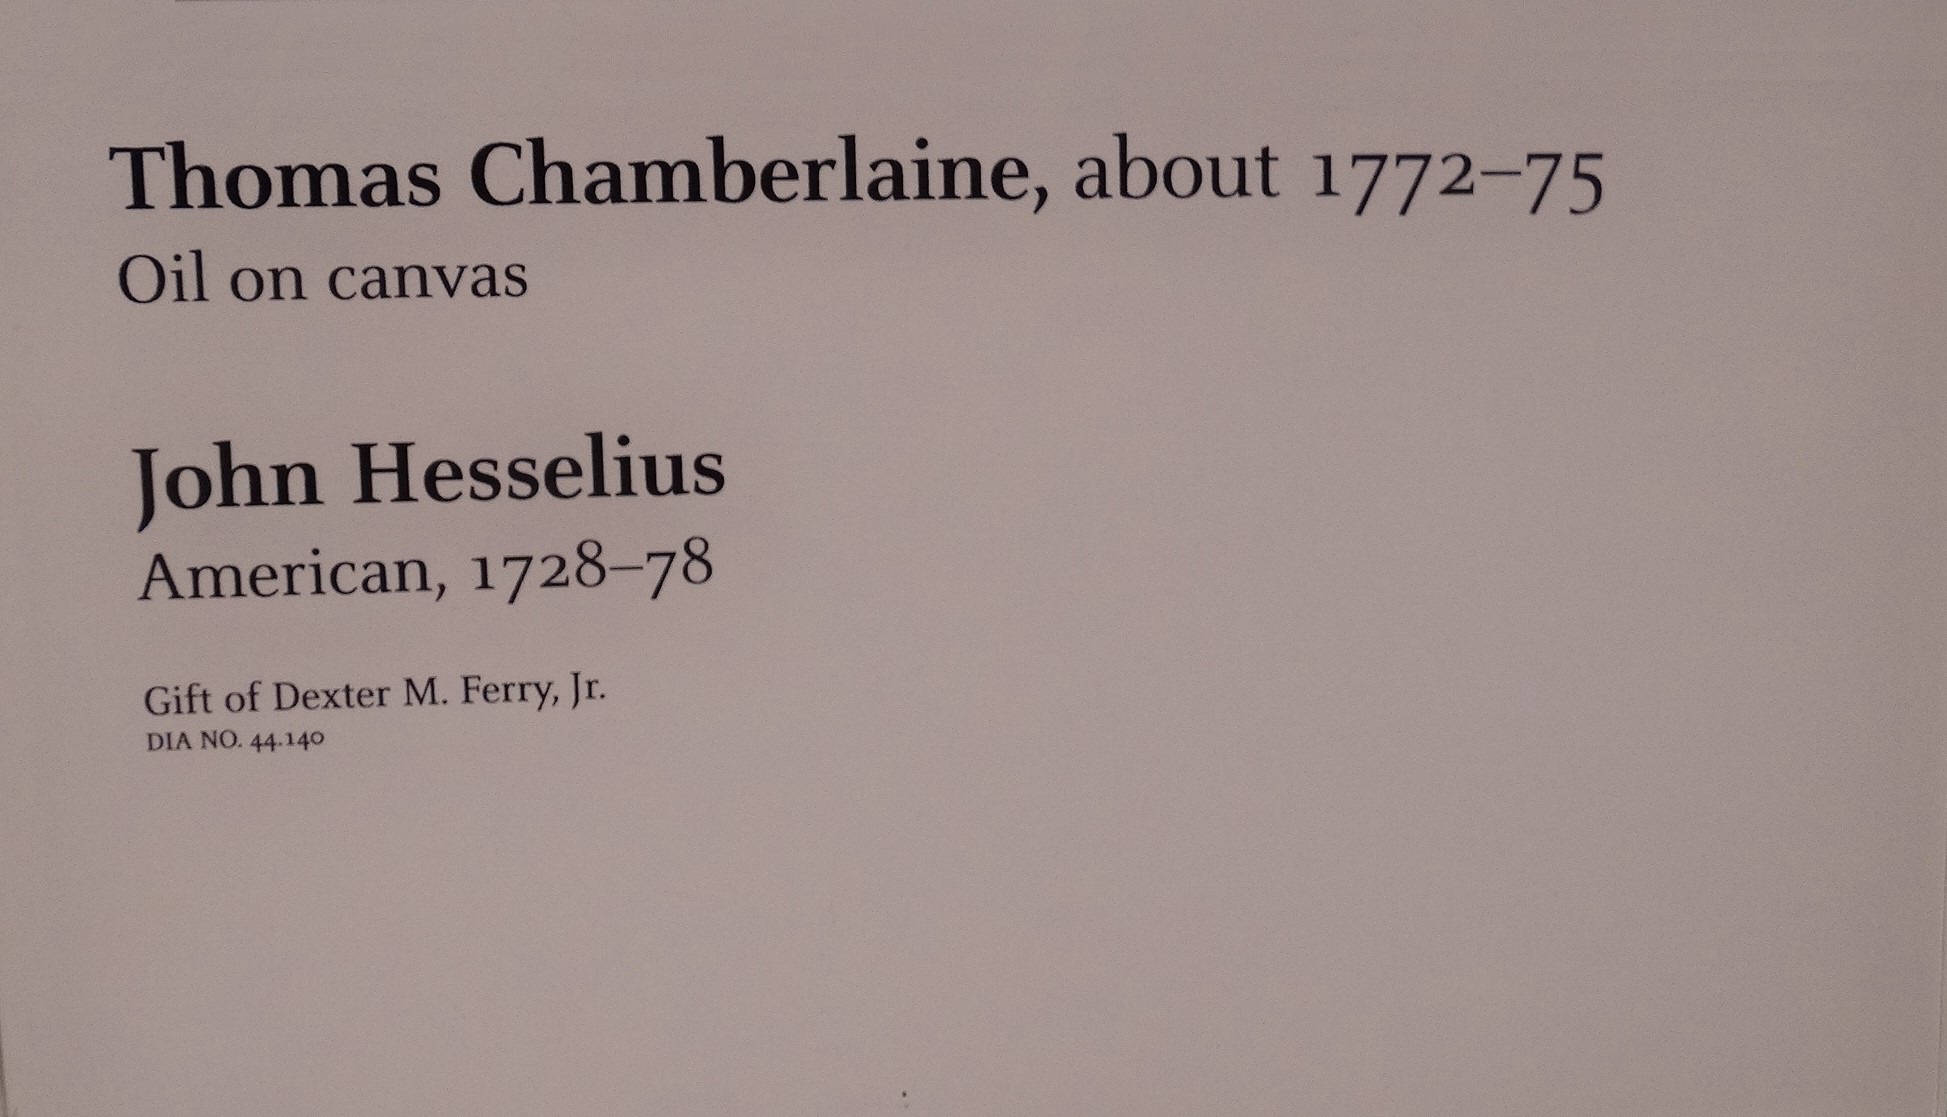 Thomas Chamberlaine, about 1772–75
Oil on canvas
John Hesselius
American, 1728–78
Gift of Dexter M. Ferry, Jr.
DIA NO. 44.140